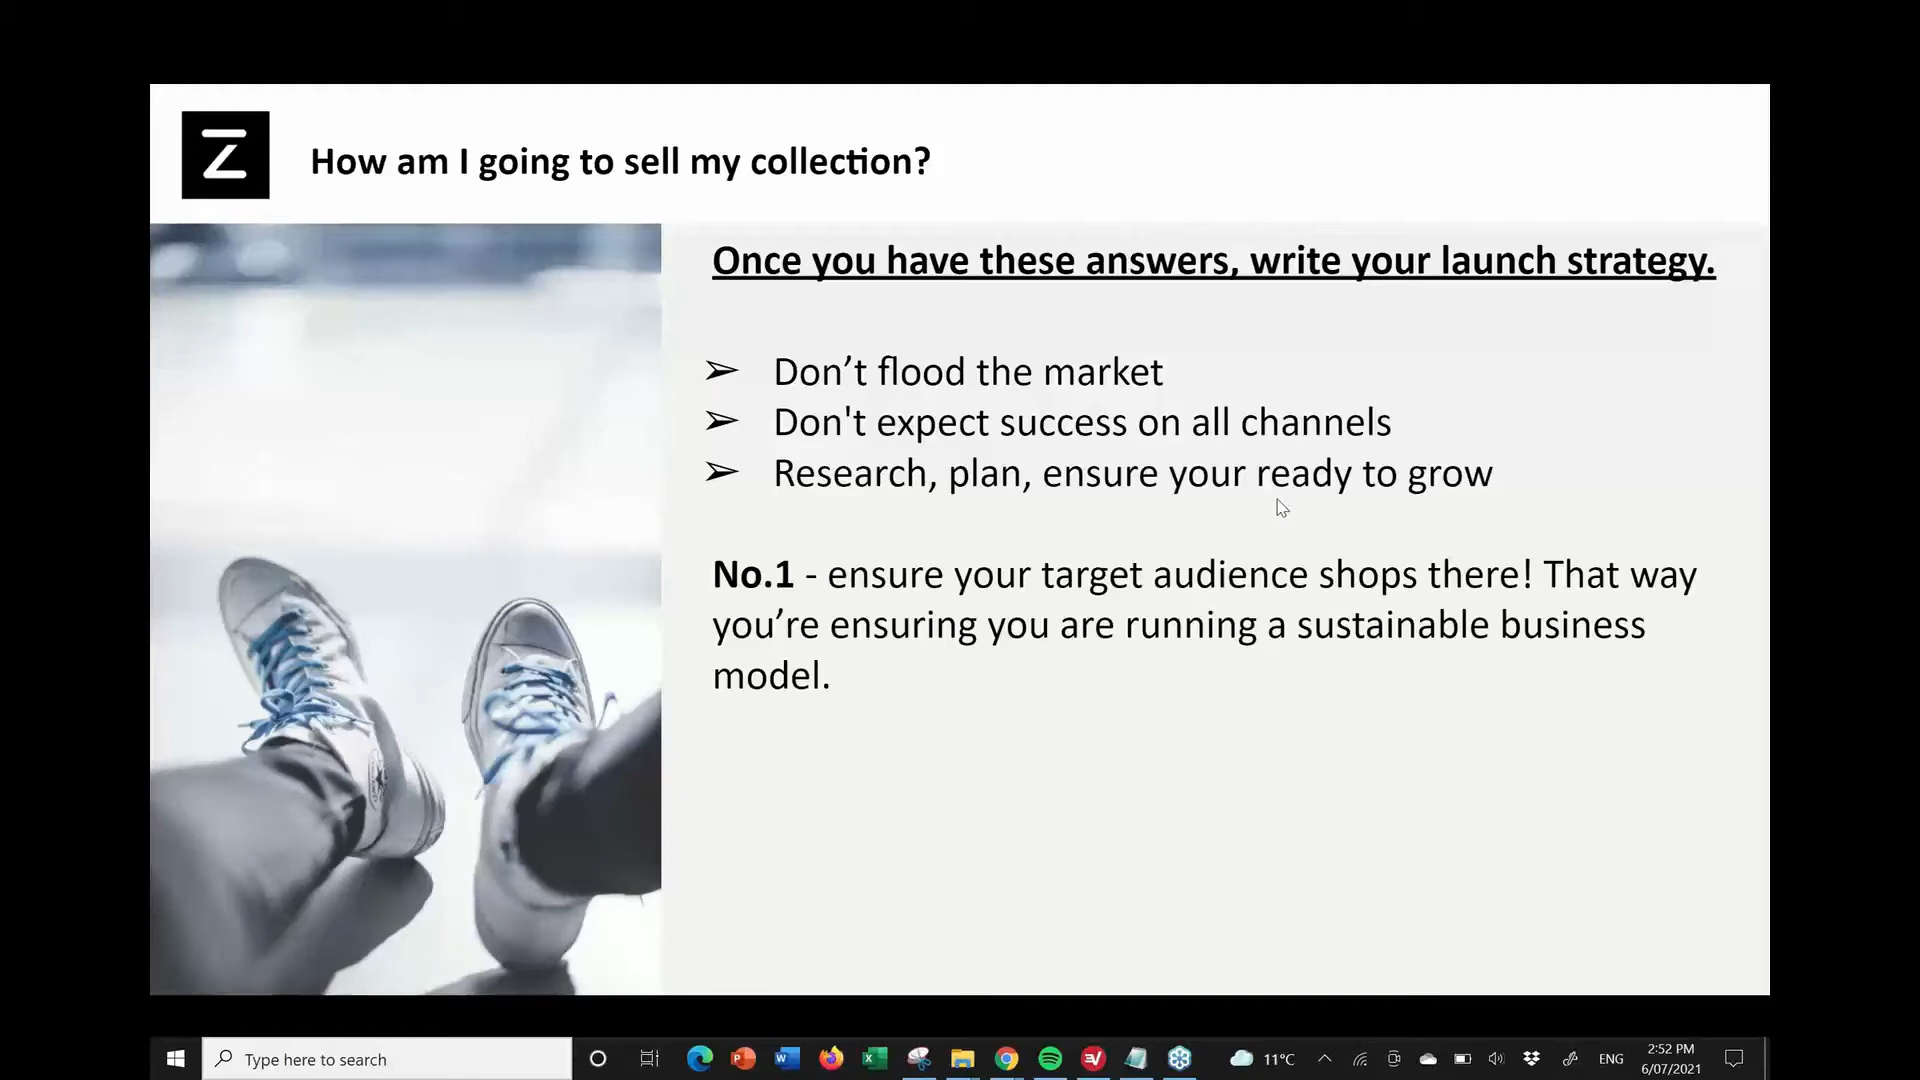 Z
How am I going to sell my collection?
Once you have these answers, write your launch strategy.
➢ Don’t flood the market
➢ Don't expect success on all channels
➢ Research, plan, ensure your ready to grow
No.1 - ensure your target audience shops there! That way
you’re ensuring you are running a sustainable business
model.
Type here to search
11°C
ENG
2:52 PM
6/07/2021